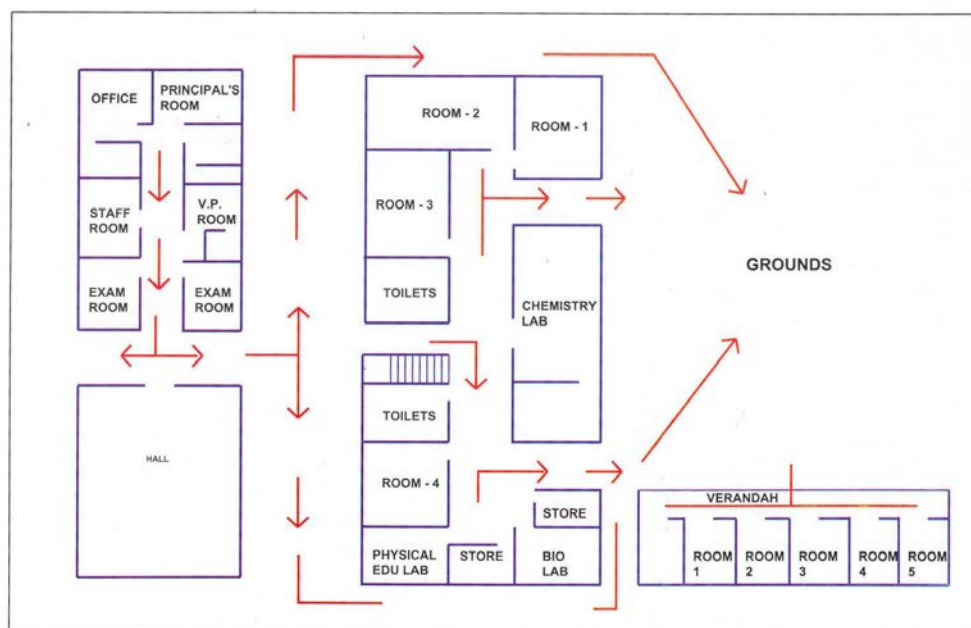 OFFICE
PRINCIPAL'S
ROOM
STAFF
ROOM
V.P.
ROOM
EXAM
ROOM
EXAM
ROOM
HALL
ROOM - 2
ROOM - 1
ROOM - 3
TOILETS
CHEMISTRY
LAB
TOILETS
ROOM - 4
STORE
PHYSICAL
EDU LAB
STORE
BIO
LAB
GROUNDS
VERANDAH
ROOM
1
ROOM
2
ROOM
3
ROOM
4
ROOM
5